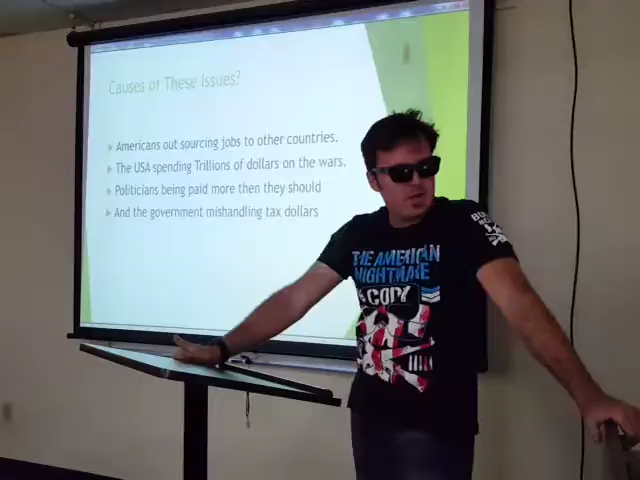 Causes of These Issues?
Americans out sourcing jobs to other countries.
The USA spending Trillions of dollars on the wars.
Politicians being paid more then they should
And the government mishandling tax dollars
THE AMERICAN
NIGHTMARE
CODY